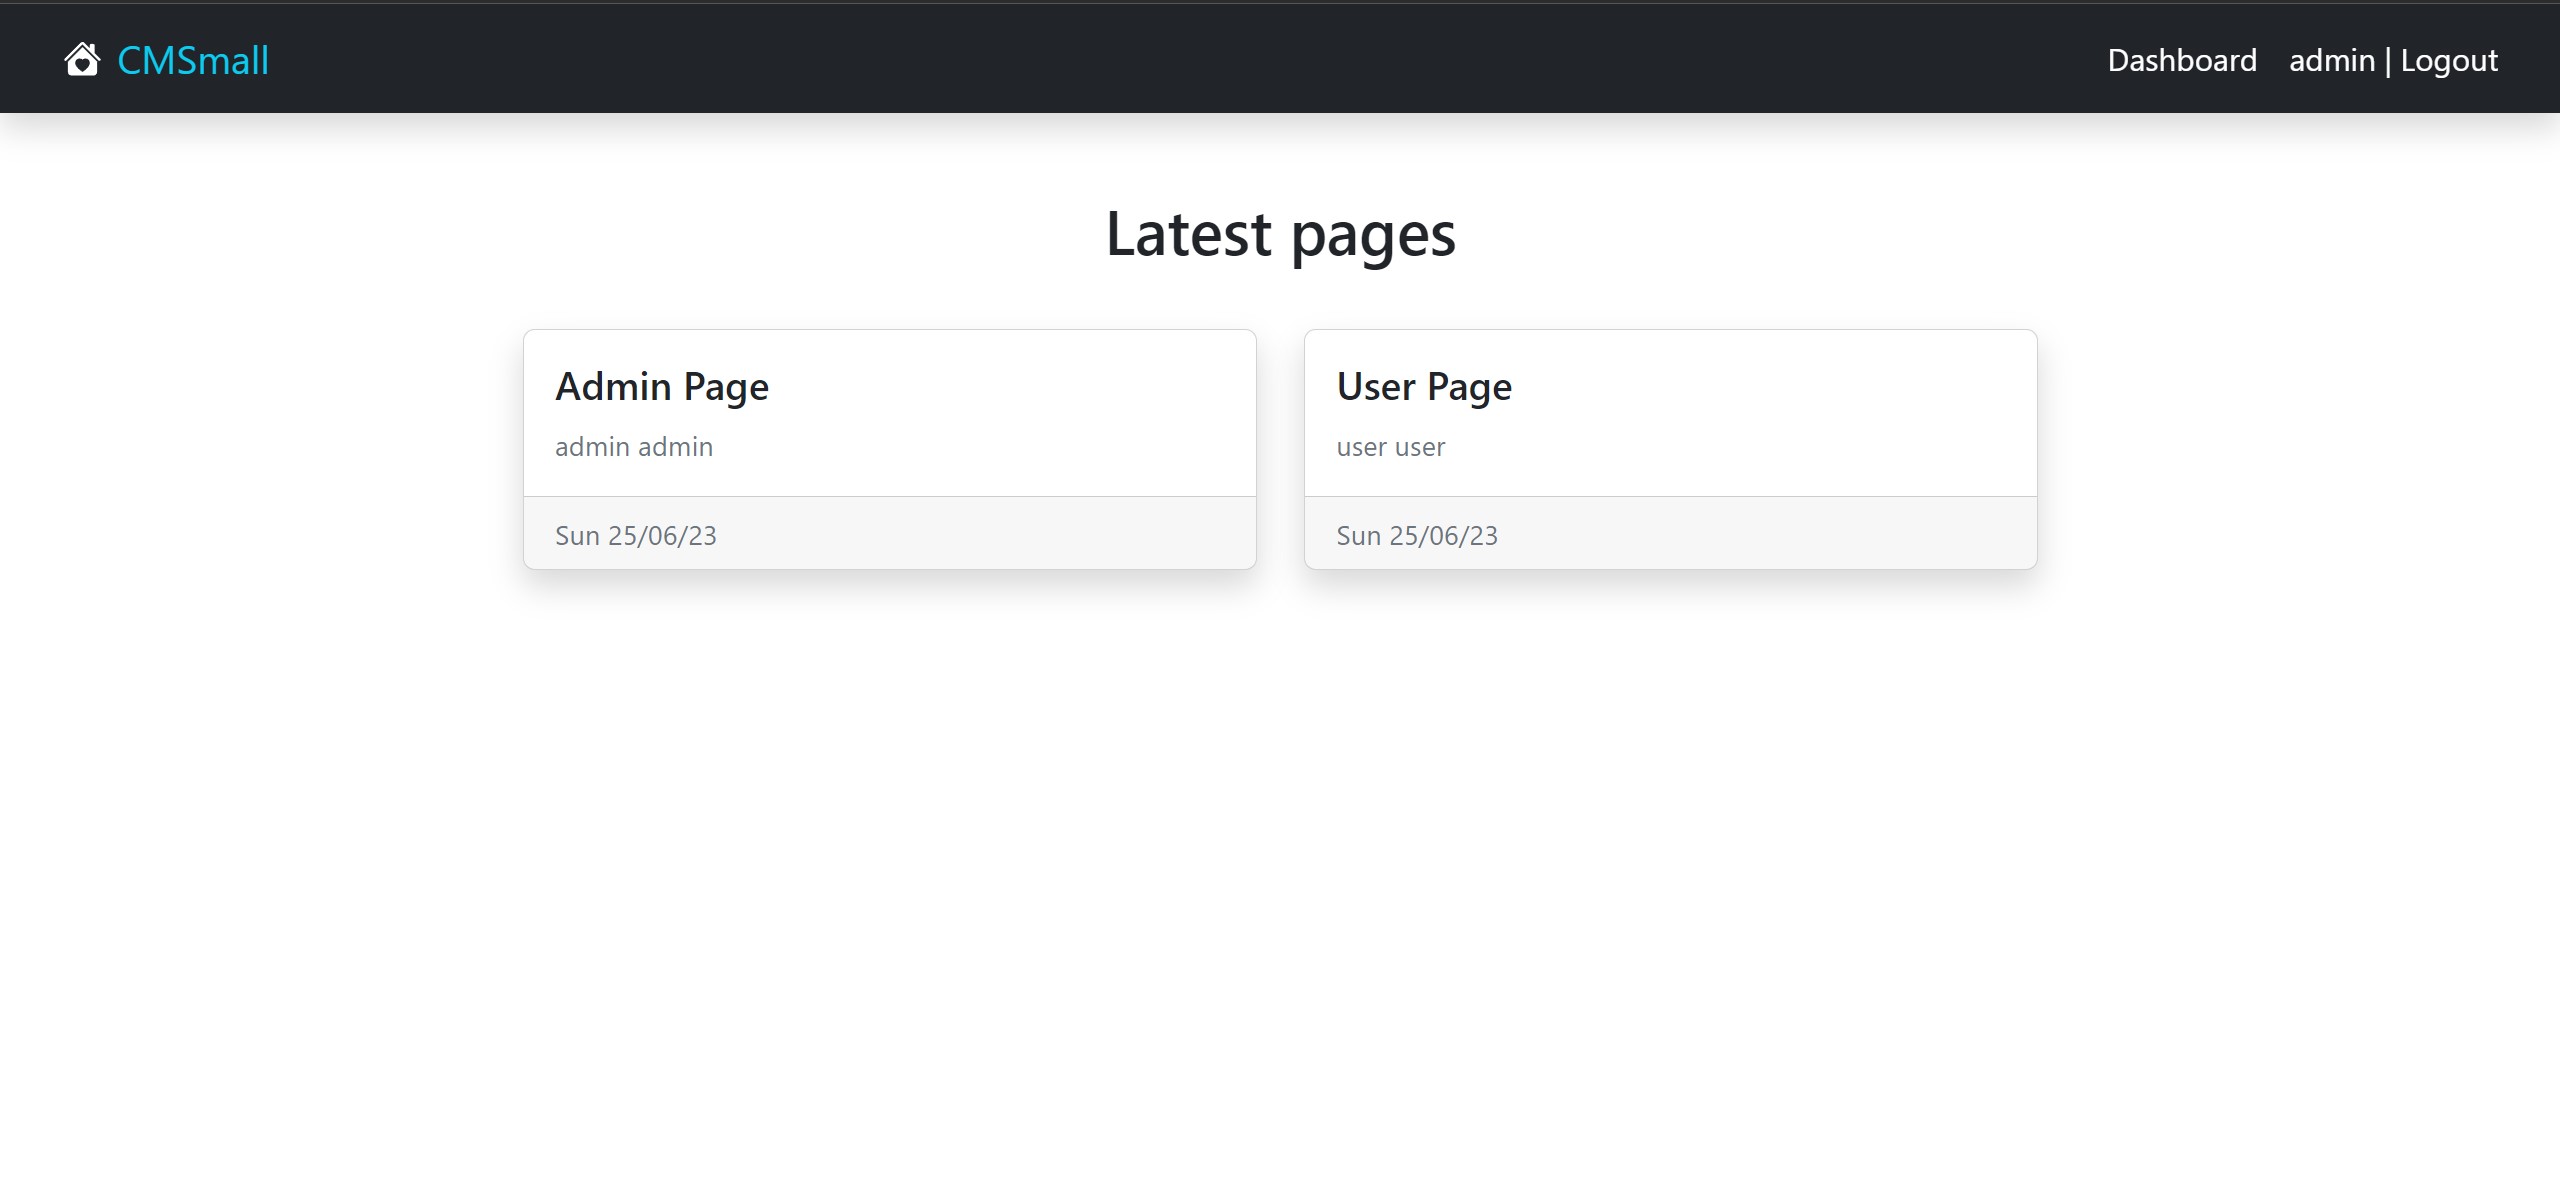 CMSmall
Dashboard admin | Logout
Latest pages
Admin Page
admin admin
Sun 25/06/23
User Page
user user
Sun 25/06/23